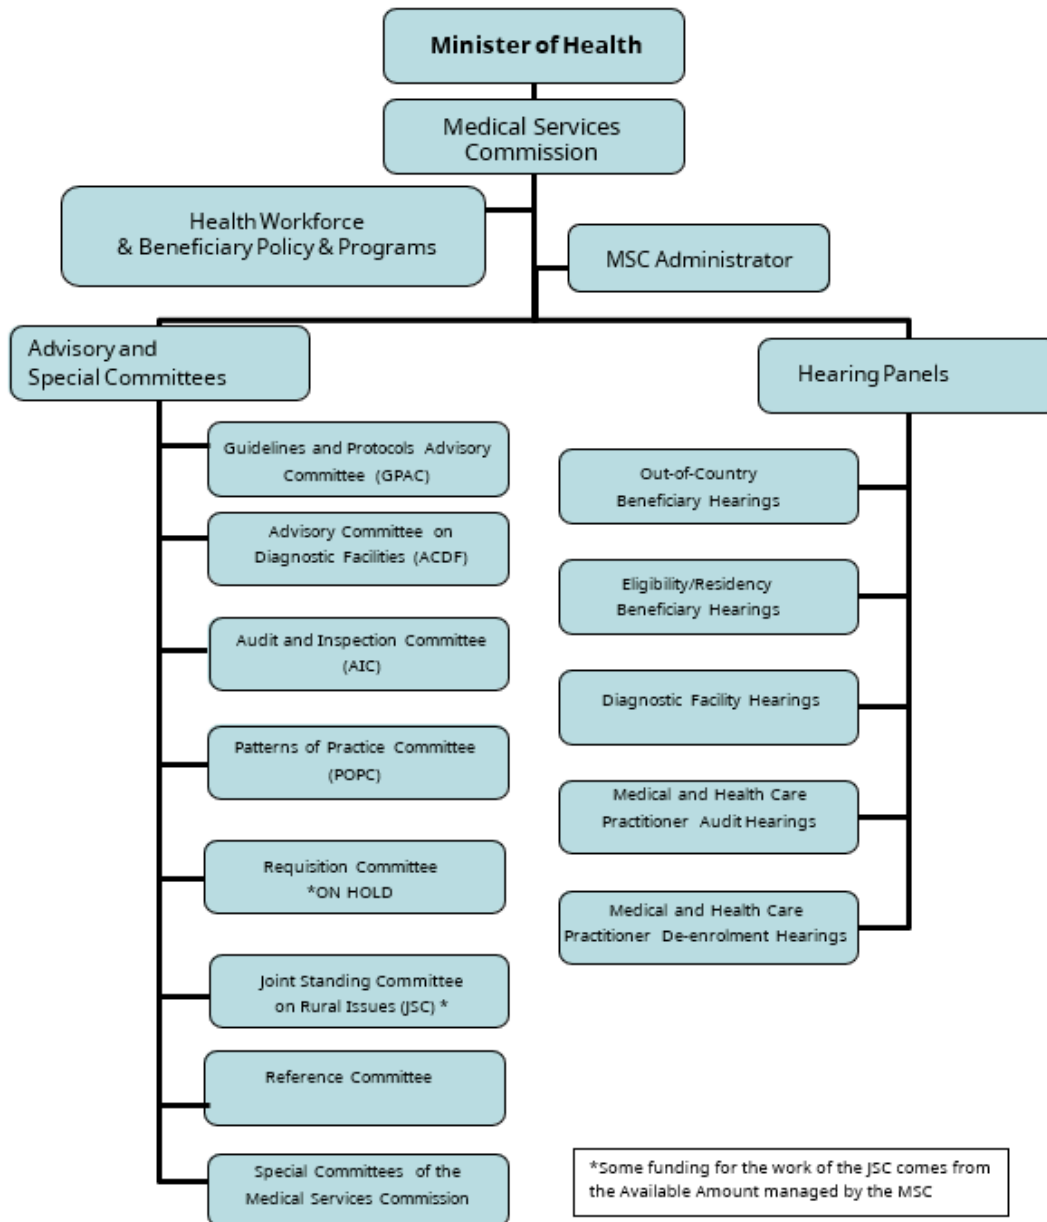 Minister of Health
Medical Services
Commission
Health Workforce
& Beneficiary Policy & Programs
MSC Administrator
Advisory and
Special Committees
Hearing Panels
Guidelines and Protocols Advisory
Committee (GPAC)
Advisory Committee on
Diagnostic Facilities (ACDF)
Audit and Inspection Committee
(AIC)
Patterns of Practice Committee
(POPC)
Requisition Committee
*ON HOLD
Joint Standing Committee
on Rural Issues (JSC) *
Reference Committee
Special Committees of the
Medical Services Commission
Out-of-Country
Beneficiary Hearings
Eligibility/Residency
Beneficiary Hearings
Diagnostic Facility Hearings
Medical and Health Care
Practitioner Audit Hearings
Medical and Health Care
Practitioner De-enrolment Hearings
*Some funding for the work of the JSC comes from
the Available Amount managed by the MSC